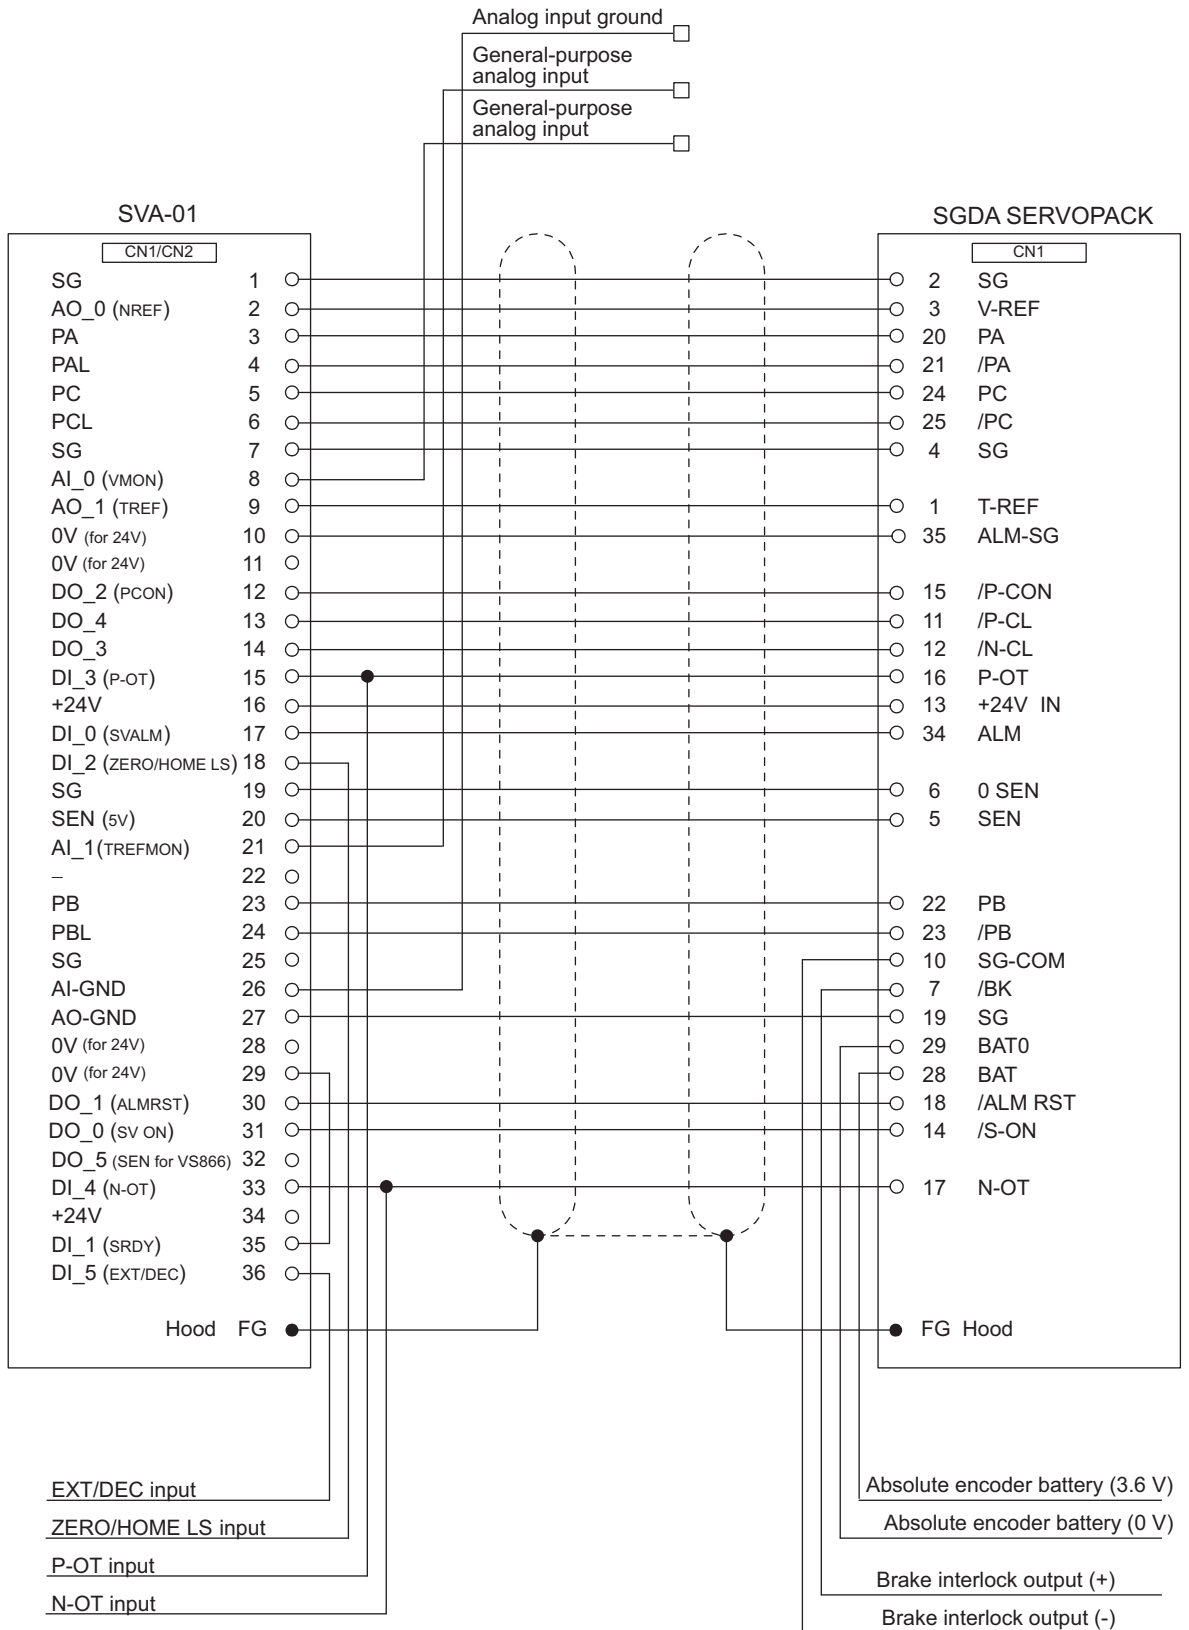 Analog input ground
General-purpose
analog input
General-purpose
analog input
SVA-01
SGDA SERVOPACK
CN1/CN2
CN1
SG 1 2 SG
AO_0 (NREF) 2 3 V-REF
PA 3 20 PA
PAL 4 21 /PA
PC 5 24 PC
PCL 6 25 /PC
SG 7 4 SG
AI_0 (VMON) 8
AO_1 (TREF) 9 1 T-REF
0V (for 24V) 10 35 ALM-SG
0V (for 24V) 11
DO_2 (PCON) 12 15 /P-CON
DO_4 13 11 /P-CL
DO_3 14 12 /N-CL
DI_3 (P-OT) 15 16 P-OT
+24V 16 13 +24V IN
DI_0 (SVALM) 17 34 ALM
DI_2 (ZERO/HOME LS) 18
SG 19 6 0 SEN
SEN (5V) 20 5 SEN
AI_1(TREFMON) 21
– 22
PB 23 22 PB
PBL 24 23 /PB
SG 25 10 SG-COM
AI-GND 26 7 /BK
AO-GND 27 19 SG
0V (for 24V) 28 29 BAT0
0V (for 24V) 29 28 BAT
DO_1 (ALMRST) 30 18 /ALM RST
DO_0 (SV ON) 31 14 /S-ON
DO_5 (SEN for VS866) 32
DI_4 (N-OT) 33 17 N-OT
+24V 34
DI_1 (SRDY) 35
DI_5 (EXT/DEC) 36
Hood FG FG Hood
EXT/DEC input
ZERO/HOME LS input
P-OT input
N-OT input
Absolute encoder battery (3.6 V)
Absolute encoder battery (0 V)
Brake interlock output (+)
Brake interlock output (-)